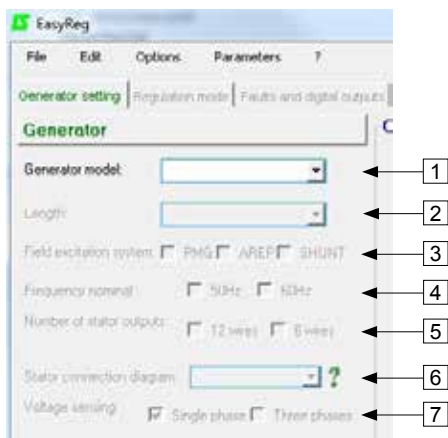 EasyReg
File Edit Options Parameters ?
Generator setting Regulation mode Faults and digital outputs
Generator C
Generator model: 1
Length: 2
Field excitation system PMG AREP SHUNT 3
Frequency nominal 50Hz 60Hz 4
Number of stator outputs: 12 wires 6 wires 5
Stator connection diagram ? 6
Voltage sensing Single phase Three phases 7